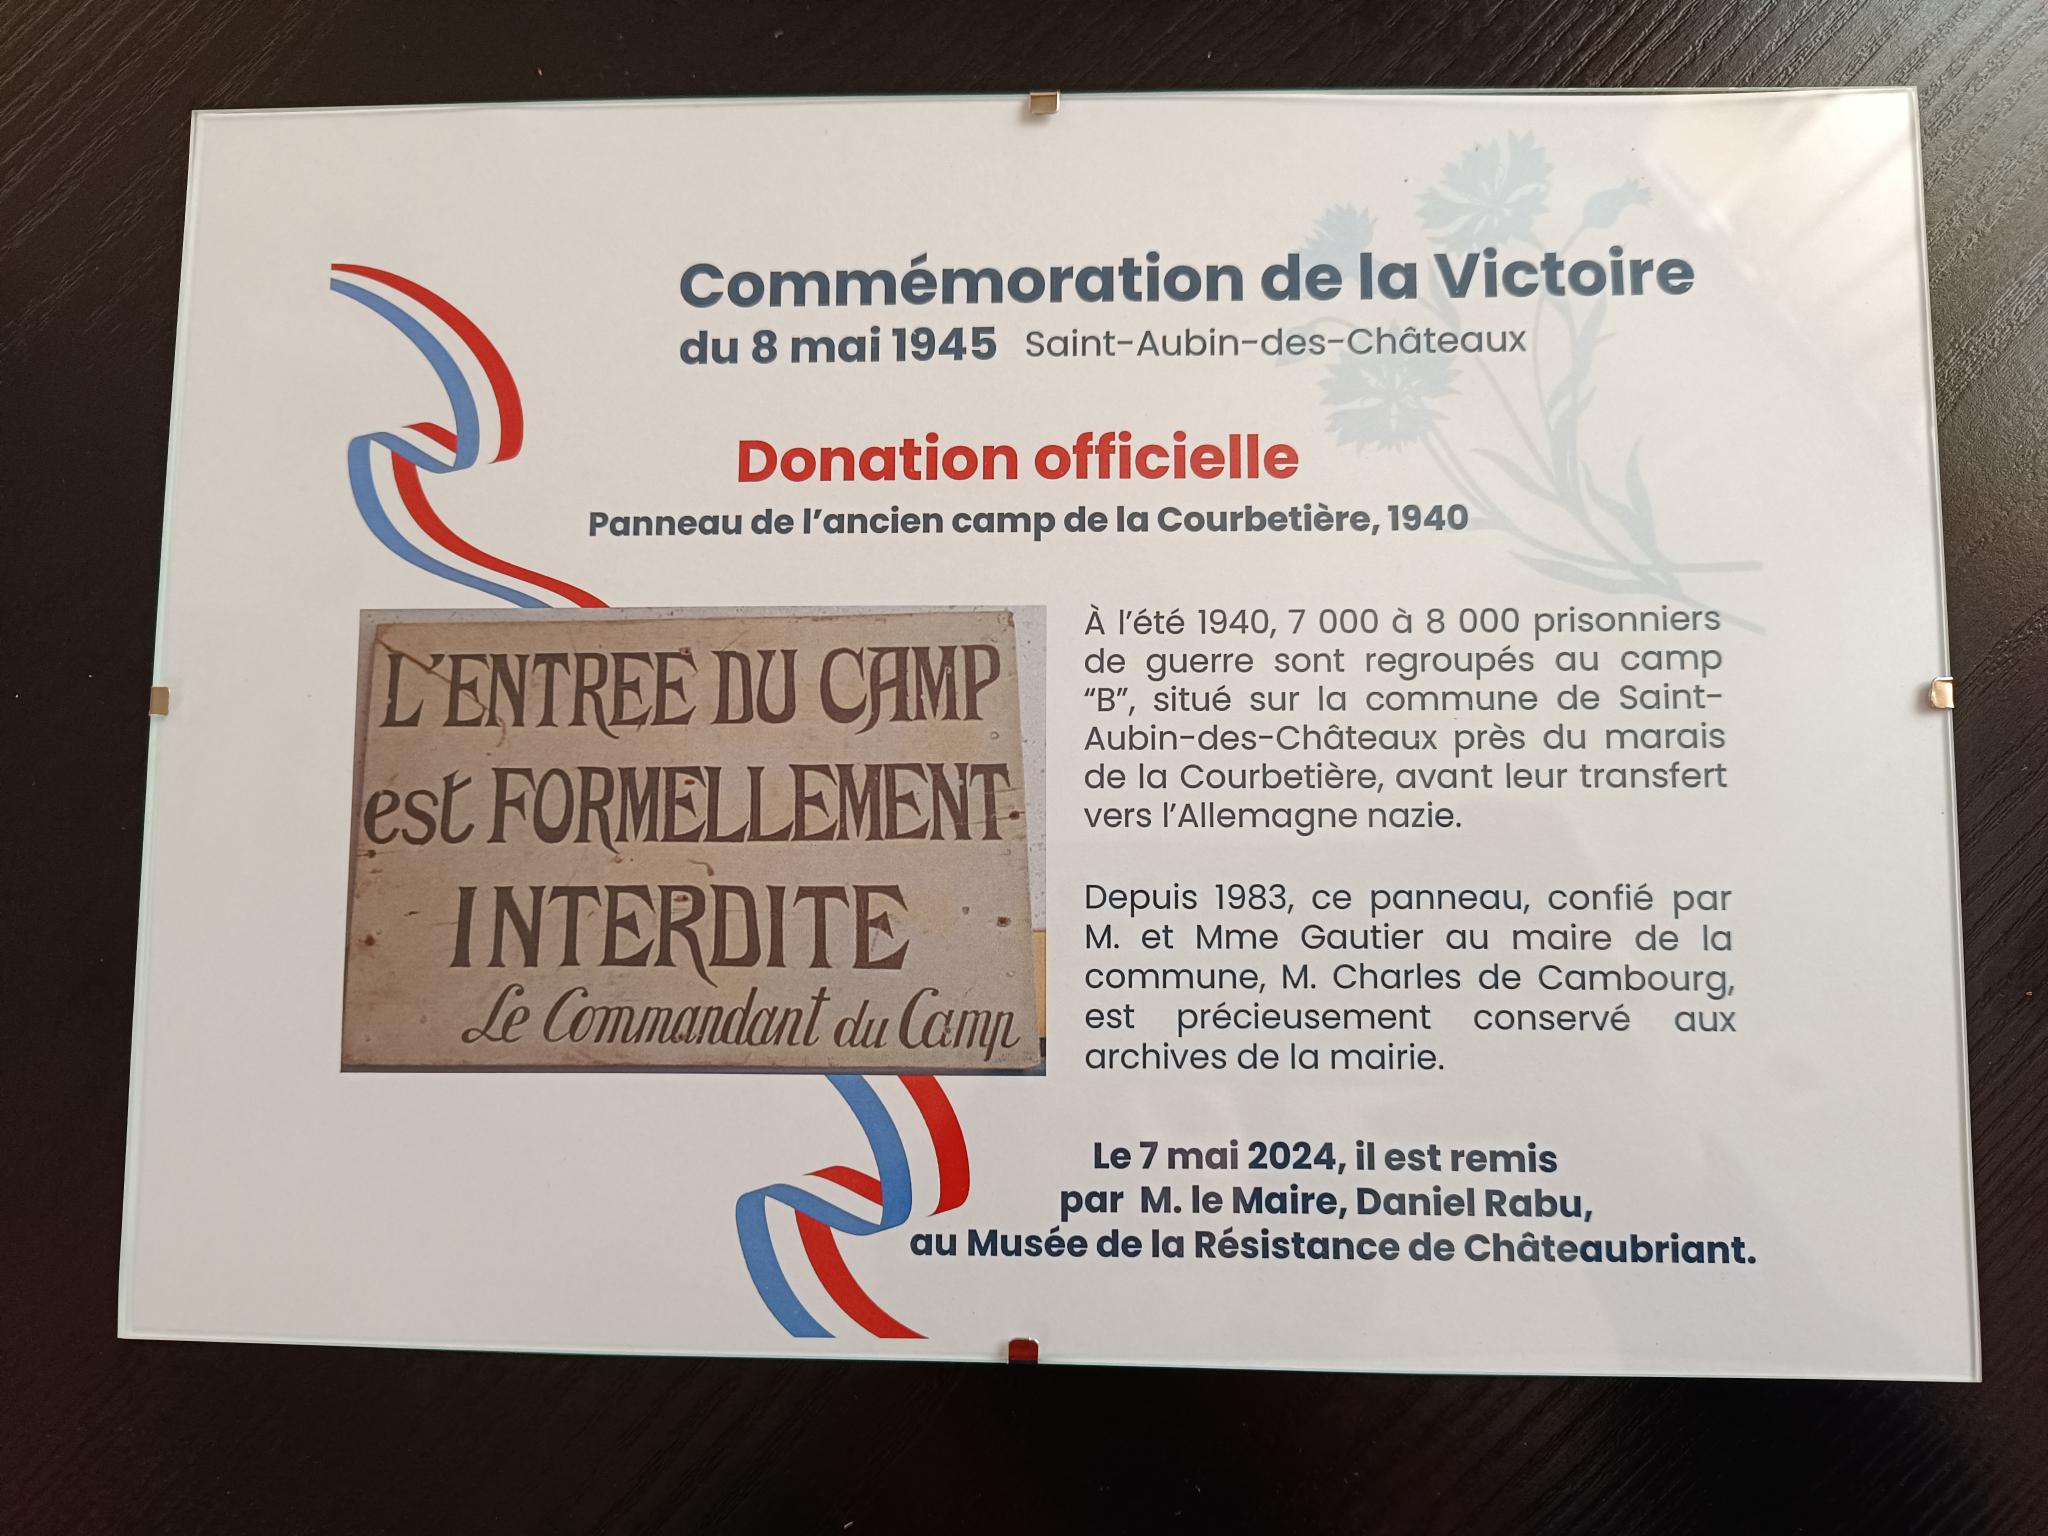 Commémoration de la Victoire
du 8 mai 1945 Saint-Aubin-des-Châteaux
Donation officielle
Panneau de l'ancien camp de la Courbetière, 1940
L'ENTREE DU CAMP
est FORMELLEMENT
INTERDITE
Le Commandant du Camp
À l'été 1940, 7 000 à 8 000 prisonniers
de guerre sont regroupés au camp
“B”, situé sur la commune de Saint-
Aubin-des-Châteaux près du marais
de la Courbetière, avant leur transfert
vers l'Allemagne nazie.
Depuis 1983, ce panneau, confié par
M. et Mme Gautier au maire de la
commune, M. Charles de Cambourg,
est précieusement conservé aux
archives de la mairie.
Le 7 mai 2024, il est remis
par M. le Maire, Daniel Rabu,
au Musée de la Résistance de Châteaubriant.